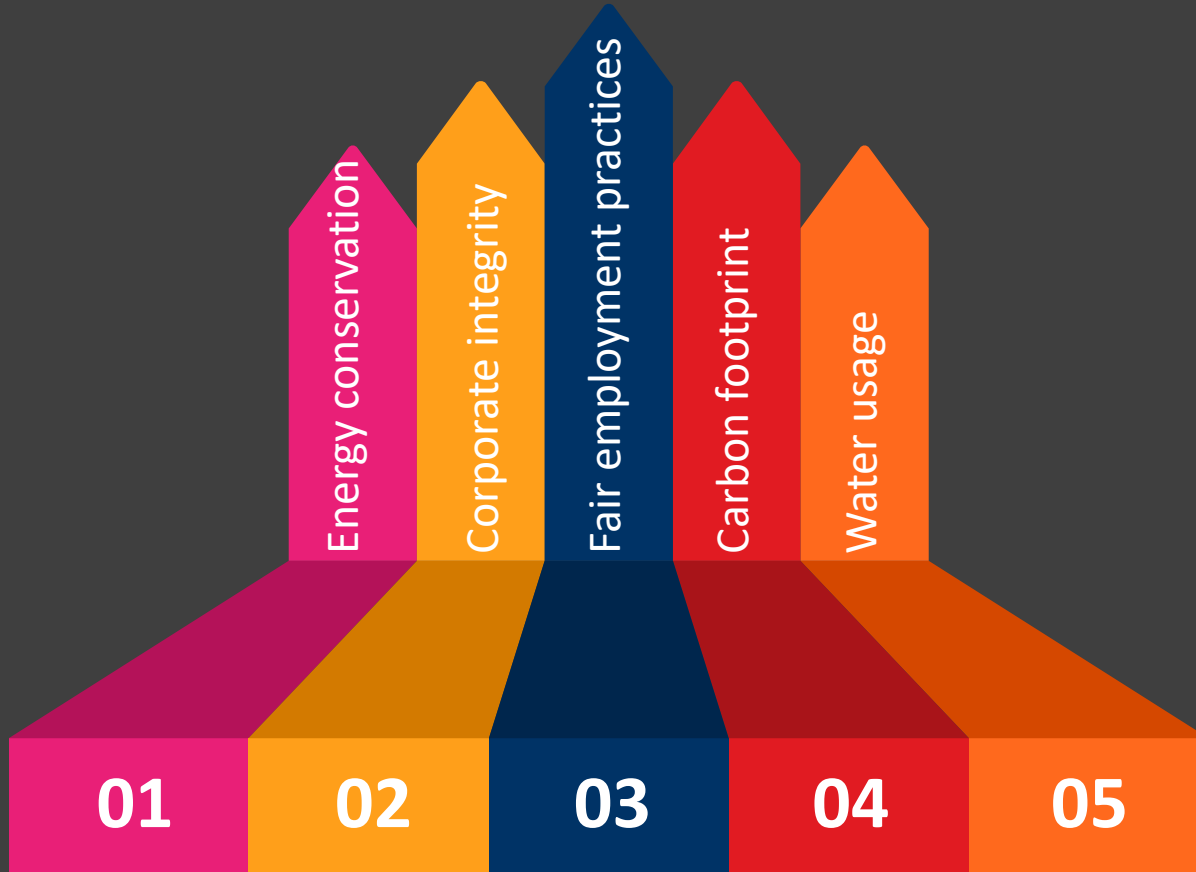 Energy conservation
Corporate integrity
Fair employment practices
Carbon footprint
Water usage
01
02
03
04
05